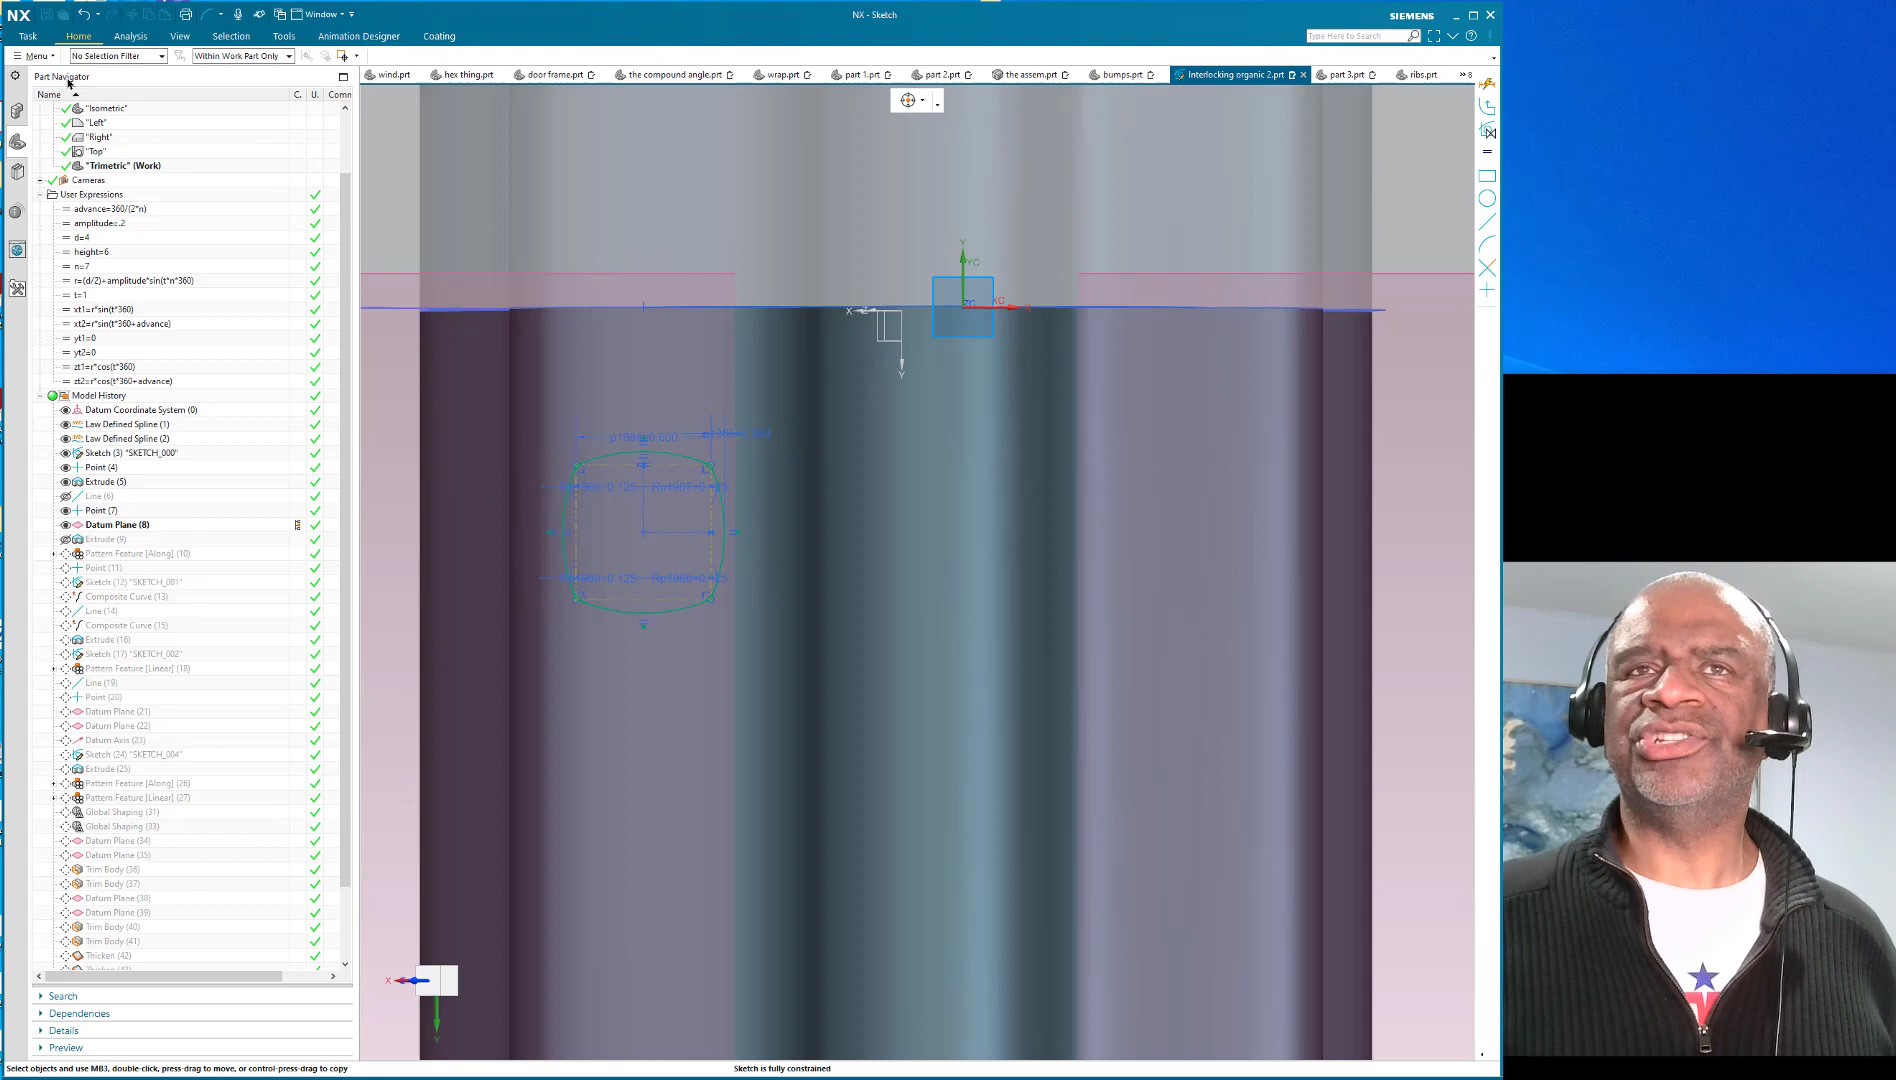 NX
Window
NX - Sketch
SIEMENS
Task Home Analysis View Selection Tools Animation Designer Coating
Type Here to Search
Menu
No Selection Filter
Within Work Part Only
Part Navigator
wind.prt hex thing.prt door frame.prt the compound angle.prt wrap.prt part 1.prt part 2.prt the assem.prt bumps.prt Interlocking organic 2.prt part 3.prt ribs.prt 8
Name C. U. Comn
"Isometric"
"Left"
"Right"
"Top"
"Trimetric" (Work)
Cameras
User Expressions
advance=360/(2*n)
amplitude=.2
d=4
height=6
n=7
r=(d/2)+amplitude*sin(t*n*360)
t=1
xt1=r*sin(t*360)
xt2=r*sin(t*360+advance)
yt1=0
yt2=0
zt1=r*cos(t*360)
zt2=r*cos(t*360+advance)
Model History
Datum Coordinate System (0)
Law Defined Spline (1)
Law Defined Spline (2)
Sketch (3) "SKETCH_000"
Point (4)
Extrude (5)
Line (6)
Point (7)
Datum Plane (8)
Extrude (9)
Pattern Feature [Along] (10)
Point (11)
Sketch (12) "SKETCH_001"
Composite Curve (13)
Line (14)
Composite Curve (15)
Extrude (16)
Sketch (17) "SKETCH_002"
Pattern Feature [Linear] (18)
Line (19)
Point (20)
Datum Plane (21)
Datum Plane (22)
Datum Axis (23)
Sketch (24) "SKETCH_004"
Extrude (25)
Pattern Feature [Along] (26)
Pattern Feature [Linear] (27)
Global Shaping (31)
Global Shaping (33)
Datum Plane (34)
Datum Plane (35)
Trim Body (36)
Trim Body (37)
Datum Plane (38)
Datum Plane (39)
Trim Body (40)
Trim Body (41)
Thicken (42)
Search
Dependencies
Details
Preview
Y
YC
ZC
XC
X
X
Y
X
Y
Select objects and use MB3, double-click, press-drag to move, or control-press-drag to copy
Sketch is fully constrained